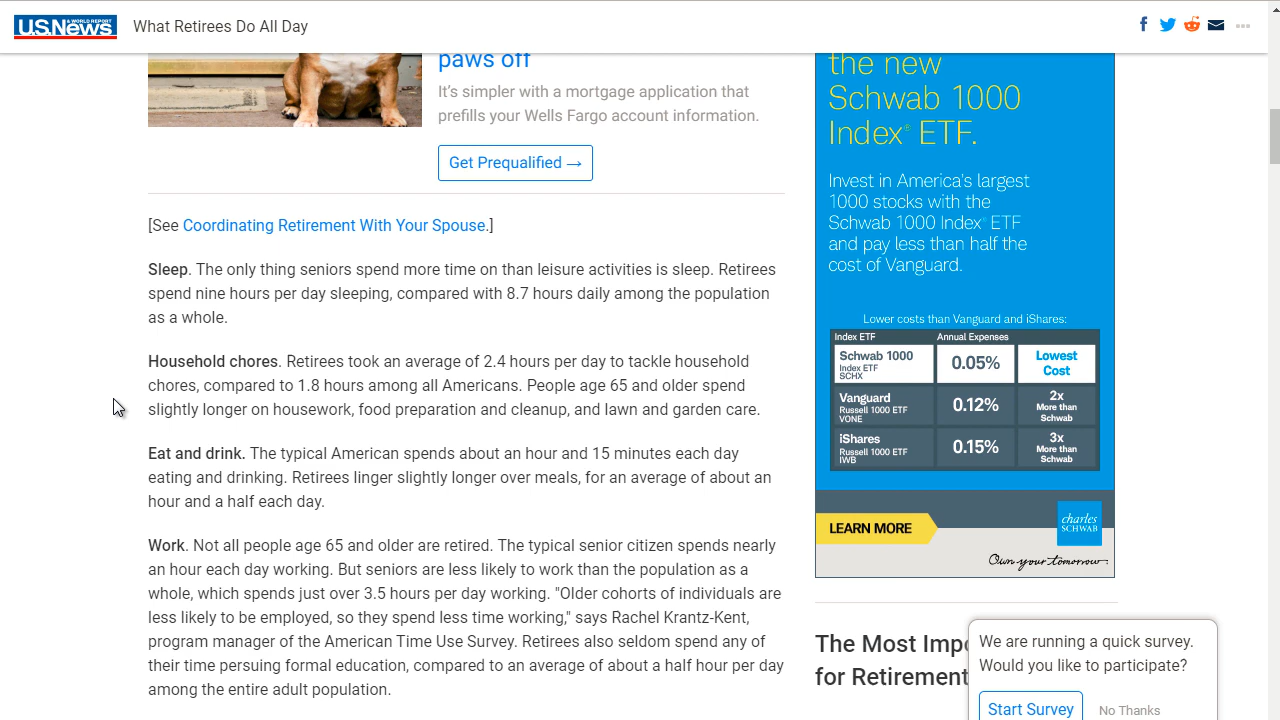 U.S.News & WORLD REPORT
What Retirees Do All Day
paws off
It's simpler with a mortgage application that
prefills your Wells Fargo account information.
Get Prequalified →
[See Coordinating Retirement With Your Spouse.]
Sleep. The only thing seniors spend more time on than leisure activities is sleep. Retirees
spend nine hours per day sleeping, compared with 8.7 hours daily among the population
as a whole.
Household chores. Retirees took an average of 2.4 hours per day to tackle household
chores, compared to 1.8 hours among all Americans. People age 65 and older spend
slightly longer on housework, food preparation and cleanup, and lawn and garden care.
Eat and drink. The typical American spends about an hour and 15 minutes each day
eating and drinking. Retirees linger slightly longer over meals, for an average of about an
hour and a half each day.
Work. Not all people age 65 and older are retired. The typical senior citizen spends nearly
an hour each day working. But seniors are less likely to work than the population as a
whole, which spends just over 3.5 hours per day working. "Older cohorts of individuals are
less likely to be employed, so they spend less time working," says Rachel Krantz-Kent,
program manager of the American Time Use Survey. Retirees also seldom spend any of
their time persuing formal education, compared to an average of about a half hour per day
among the entire adult population.
the new
Schwab 1000
Index® ETF.
Invest in America's largest
1000 stocks with the
Schwab 1000 Index® ETF
and pay less than half the
cost of Vanguard.
Lower costs than Vanguard and iShares:
Index ETF Annual Expenses
Schwab 1000
Index ETF
SCHX
0.05%
Lowest
Cost
Vanguard
Russell 1000 ETF
VONE
0.12%
2x
More than
Schwab
iShares
Russell 1000 ETF
IWB
0.15%
3x
More than
Schwab
LEARN MORE
charles
SCHWAB
Own your tomorrow.
The Most Impo
for Retirement
We are running a quick survey.
Would you like to participate?
Start Survey
No Thanks